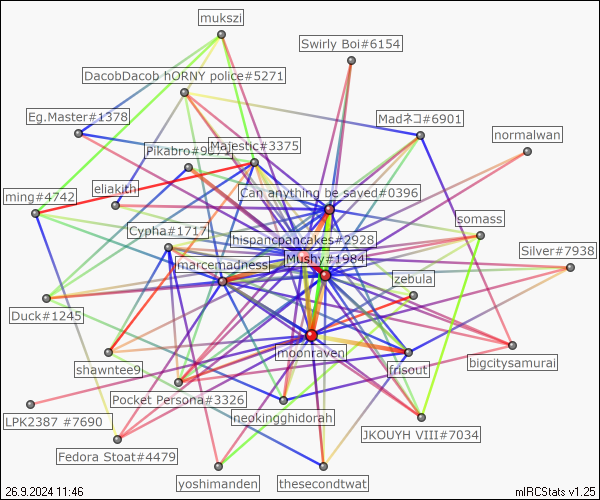 mukszi
Swirly Boi#6154
DacobDacob hORNY police#5271
Eg.Master#1378
Madネコ#6901
normalwan
Majestic#3375
eliakith
ming#4742
Can anything be saved#0396
somass
Cypha#1717
hispancpancakes#2928
Mushy#1984
marcemadness
Silver#7938
zebula
Duck#1245
moonraven
shawntee9
frisout
bigcitysamurai
Pocket Persona#3326
neokingghidorah
LPK2387 #7690
JKOUYH VIII#7034
Fedora Stoat#4479
yoshimanden
thesecondtwat
26.9.2024 11:46
mIRCStats v1.25